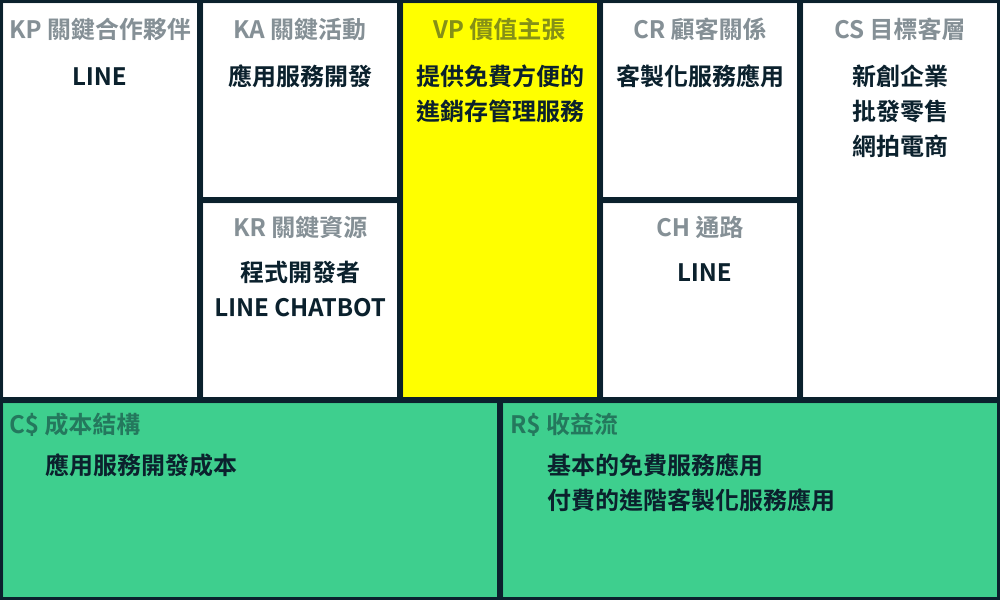 KP 關鍵合作夥伴
LINE
KA 關鍵活動
應用服務開發
KR 關鍵資源
程式開發者
LINE CHATBOT
VP 價值主張
提供免費方便的
進銷存管理服務
CR 顧客關係
客製化服務應用
CH 通路
LINE
CS 目標客層
新創企業
批發零售
網拍電商
C$ 成本結構
應用服務開發成本
R$ 收益流
基本的免費服務應用
付費的進階客製化服務應用